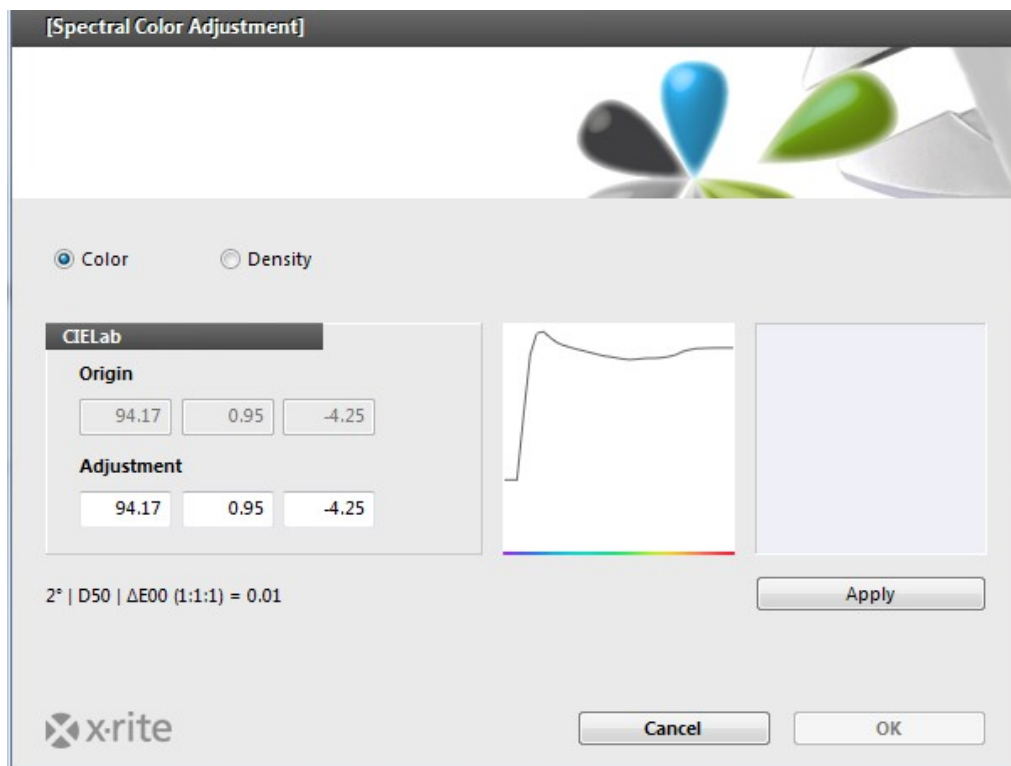 [Spectral Color Adjustment]
Color Density
CIELab
Origin
94.17 0.95 -4.25
Adjustment
94.17 0.95 -4.25
2° | D50 | ΔE00 (1:1:1) = 0.01
Apply
x·rite
Cancel OK